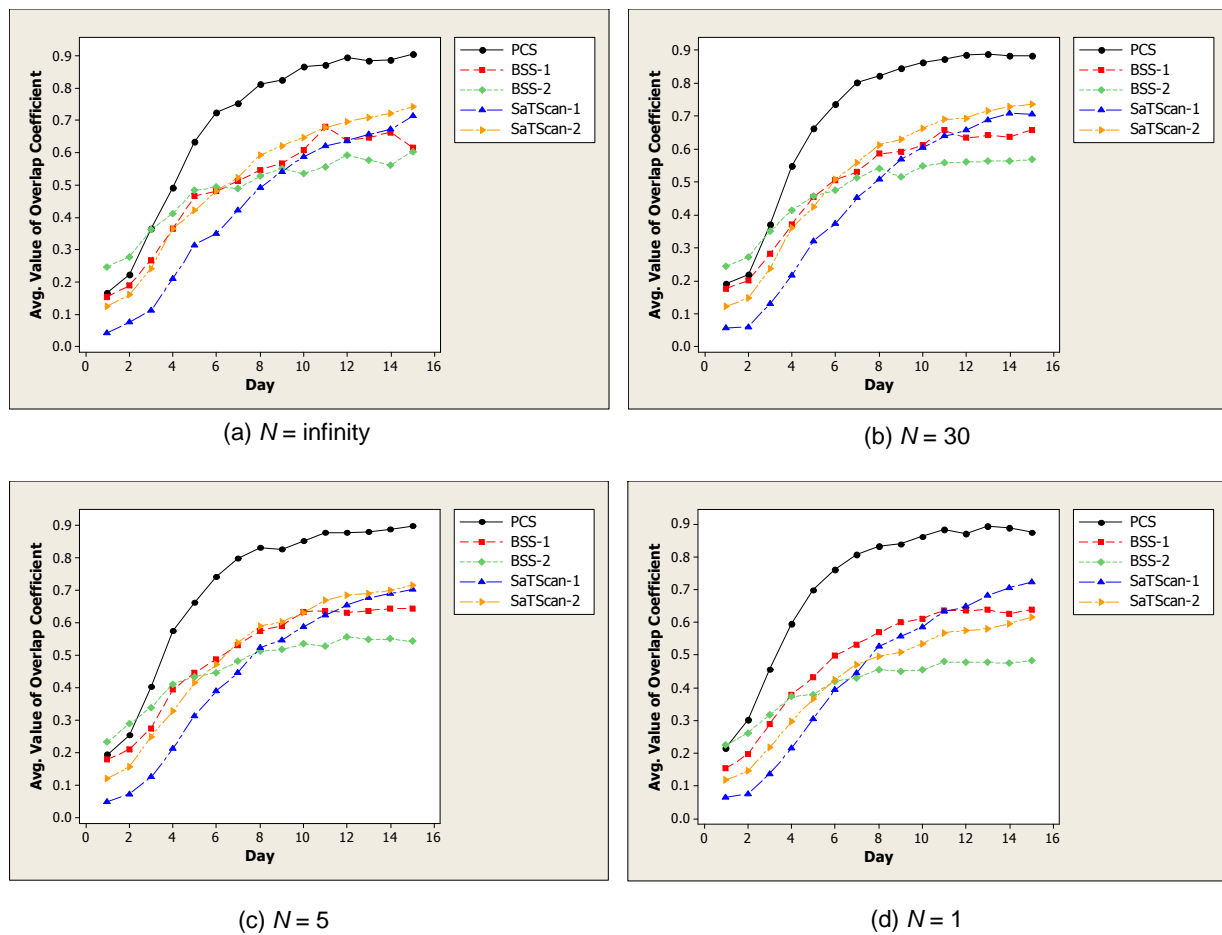 0.9
0.8
0.7
0.6
0.5
0.4
0.3
0.2
0.1
0.0
Avg. Value of Overlap Coefficient
0 2 4 6 8 10 12 14 16
Day
PCS
BSS-1
BSS-2
SaTScan-1
SaTScan-2
(a) N = infinity
0.9
0.8
0.7
0.6
0.5
0.4
0.3
0.2
0.1
0.0
Avg. Value of Overlap Coefficient
0 2 4 6 8 10 12 14 16
Day
PCS
BSS-1
BSS-2
SaTScan-1
SaTScan-2
(b) N = 30
0.9
0.8
0.7
0.6
0.5
0.4
0.3
0.2
0.1
0.0
Avg. Value of Overlap Coefficient
0 2 4 6 8 10 12 14 16
Day
PCS
BSS-1
BSS-2
SaTScan-1
SaTScan-2
(c) N = 5
0.9
0.8
0.7
0.6
0.5
0.4
0.3
0.2
0.1
0.0
Avg. Value of Overlap Coefficient
0 2 4 6 8 10 12 14 16
Day
PCS
BSS-1
BSS-2
SaTScan-1
SaTScan-2
(d) N = 1